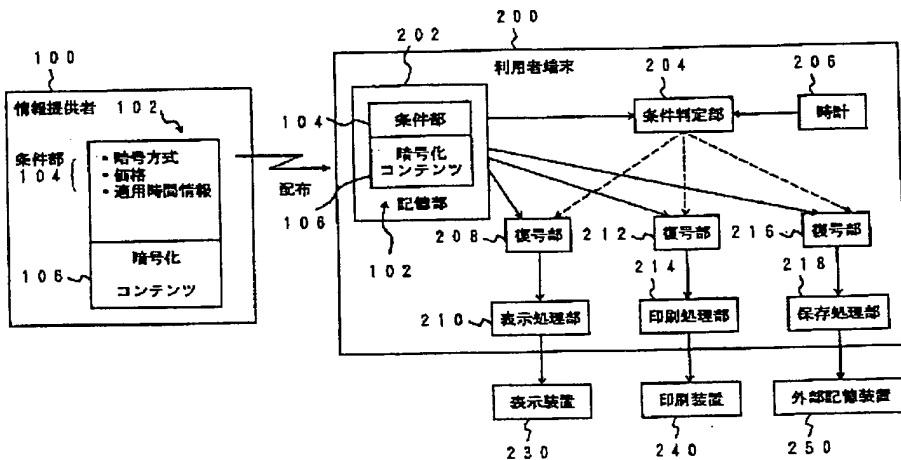 200
202
100
利用者端末
204
206
情報提供者
102
104
条件部
条件判定部
時計
条件部
104
・暗号方式
・価格
・適用時間情報
暗号化
コンテンツ
配布
106
記憶部
102
208
復号部
212
復号部
216
復号部
106
暗号化
コンテンツ
214
218
210
表示処理部
印刷処理部
保存処理部
表示装置
印刷装置
外部記憶装置
230
240
250